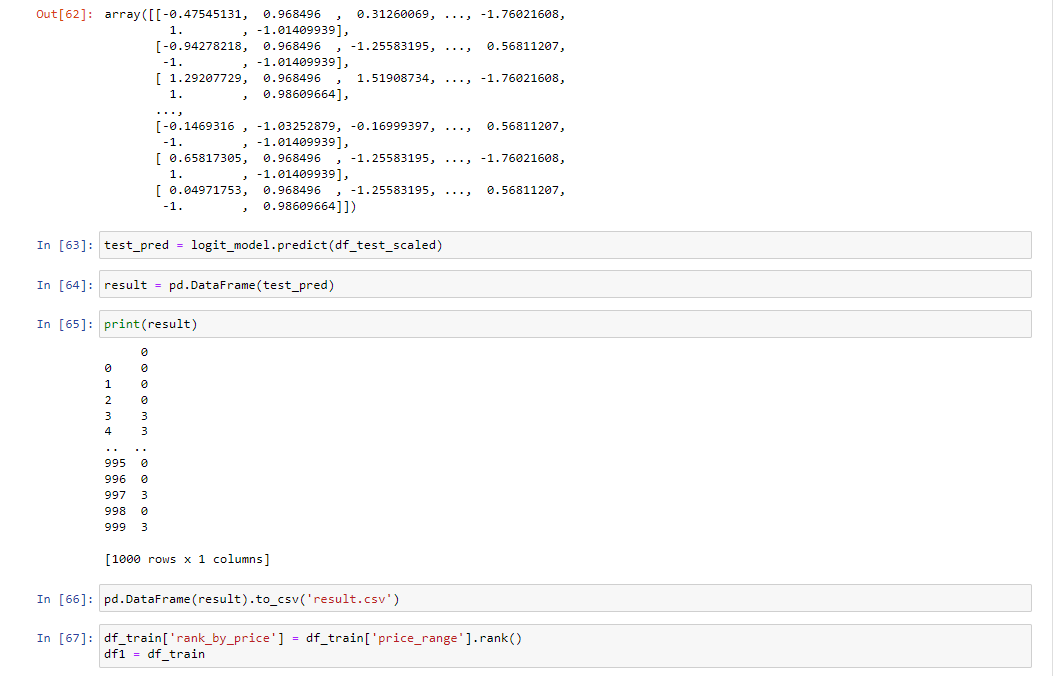 Out[62]: array([[-0.47545131,  0.968496  ,  0.31260069, ..., -1.76021608,
         1.        , -1.01409939],
       [-0.94278218,  0.968496  , -1.25583195, ...,  0.56811207,
        -1.        , -1.01409939],
       [ 1.29207729,  0.968496  ,  1.51908734, ..., -1.76021608,
         1.        ,  0.98609664],
       ...,
       [-0.1469316 , -1.03252879, -0.16999397, ...,  0.56811207,
        -1.        , -1.01409939],
       [ 0.65817305,  0.968496  , -1.25583195, ..., -1.76021608,
         1.        , -1.01409939],
       [ 0.04971753,  0.968496  , -1.25583195, ...,  0.56811207,
        -1.        ,  0.98609664]])
In [63]: test_pred = logit_model.predict(df_test_scaled)
In [64]: result = pd.DataFrame(test_pred)
In [65]: print(result)
     0
0    0
1    0
2    0
3    3
4    3
..  ..
995  0
996  0
997  3
998  0
999  3
[1000 rows x 1 columns]
In [66]: pd.DataFrame(result).to_csv('result.csv')
In [67]: df_train['rank_by_price'] = df_train['price_range'].rank()
df1 = df_train